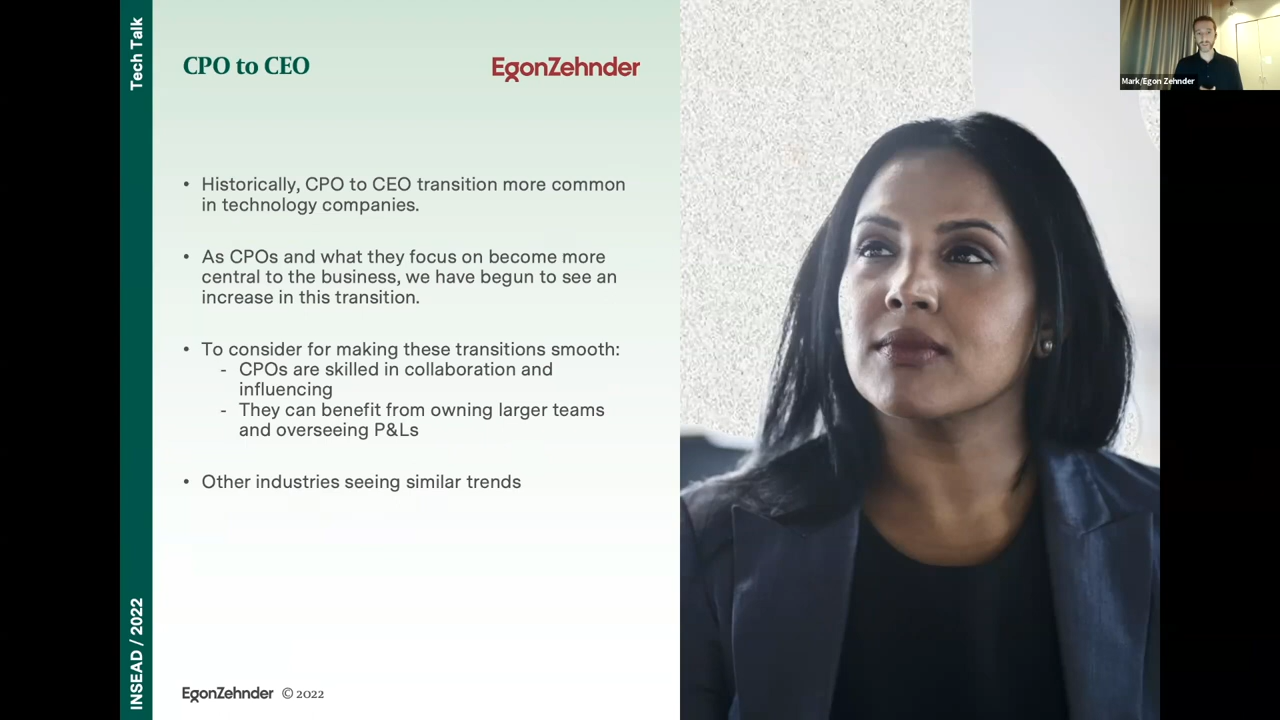 Tech Talk
CPO to CEO
EgonZehnder
Mark/Egon Zehnder
• Historically, CPO to CEO transition more common
in technology companies.
• As CPOs and what they focus on become more
central to the business, we have begun to see an
increase in this transition.
• To consider for making these transitions smooth:
- CPOs are skilled in collaboration and
influencing
- They can benefit from owning larger teams
and overseeing P&Ls
• Other industries seeing similar trends
INSEAD / 2022
EgonZehnder © 2022